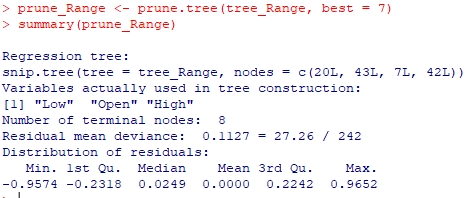 > prune_Range <- prune.tree(tree_Range, best = 7)
> summary(prune_Range)
Regression tree:
snip.tree(tree = tree_Range, nodes = c(20L, 43L, 7L, 42L))
Variables actually used in tree construction:
[1] "Low"  "Open" "High"
Number of terminal nodes:  8
Residual mean deviance:  0.1127 = 27.26 / 242
Distribution of residuals:
   Min. 1st Qu.  Median    Mean 3rd Qu.    Max.
-0.9574 -0.2318  0.0249  0.0000  0.2242  0.9652